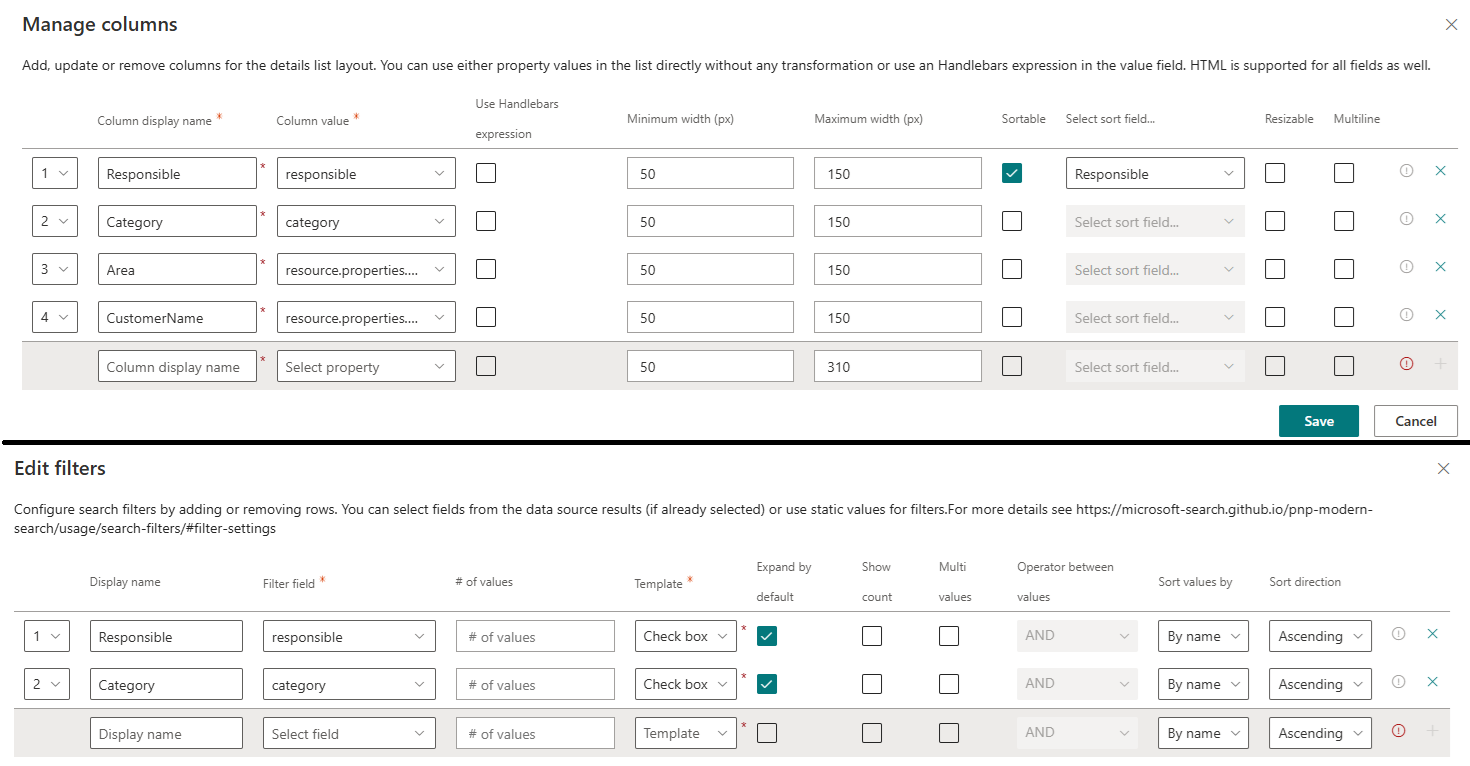 Manage columns
Add, update or remove columns for the details list layout. You can use either property values in the list directly without any transformation or use an Handlebars expression in the value field. HTML is supported for all fields as well.
Column display name * Column value * Use Handlebars expression Minimum width (px) Maximum width (px) Sortable Select sort field... Resizable Multiline
1 Responsible * responsible 50 150 Responsible
2 Category * category 50 150 Select sort field...
3 Area * resource.properties.... 50 150 Select sort field...
4 CustomerName * resource.properties.... 50 150 Select sort field...
Column display name * Select property 50 310 Select sort field...
Save Cancel
Edit filters
Configure search filters by adding or removing rows. You can select fields from the data source results (if already selected) or use static values for filters.For more details see https://microsoft-search.github.io/pnp-modern-
search/usage/search-filters/#filter-settings
Display name Filter field * # of values Template * Expand by default Show count Multi values Operator between values Sort values by Sort direction
1 Responsible responsible # of values Check box * AND By name Ascending
2 Category category # of values Check box * AND By name Ascending
Display name Select field # of values Template * AND By name Ascending